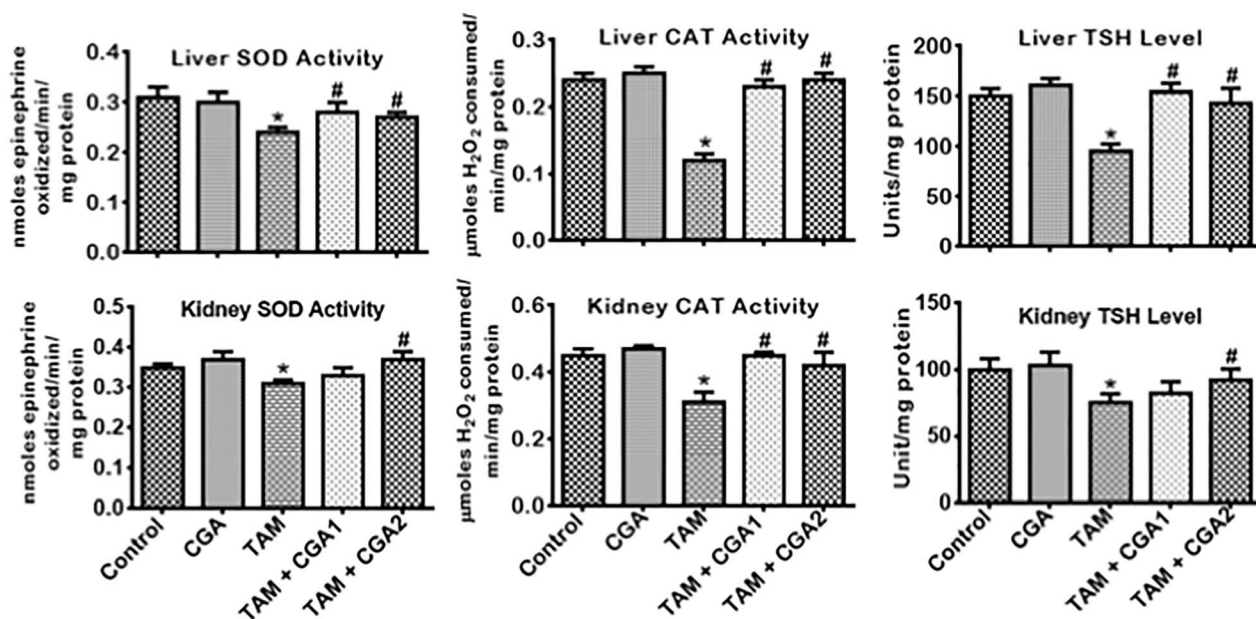 nmoles epinephrine
oxidized/min/
mg protein
0.4
0.3
0.2
0.1
0.0
Liver SOD Activity
*
#
#
μmoles H₂O₂ consumed/
min/mg protein
0.3
0.2
0.1
0.0
Liver CAT Activity
*
#
#
Units/mg protein
200
150
100
50
0
Liver TSH Level
*
#
#
nmoles epinephrine
oxidized/min/
mg protein
0.5
0.4
0.3
0.2
0.1
0.0
Kidney SOD Activity
*
#
Control
CGA
TAM
TAM + CGA1
TAM + CGA2
μmoles H₂O₂ consumed/
min/mg protein
0.6
0.4
0.4
0.0
Kidney CAT Activity
*
#
#
Control
CGA
TAM
TAM + CGA1
TAM + CGA2
Unit/mg protein
150
100
50
0
Kidney TSH Level
*
#
Control
CGA
TAM
TAM + CGA1
TAM + CGA2